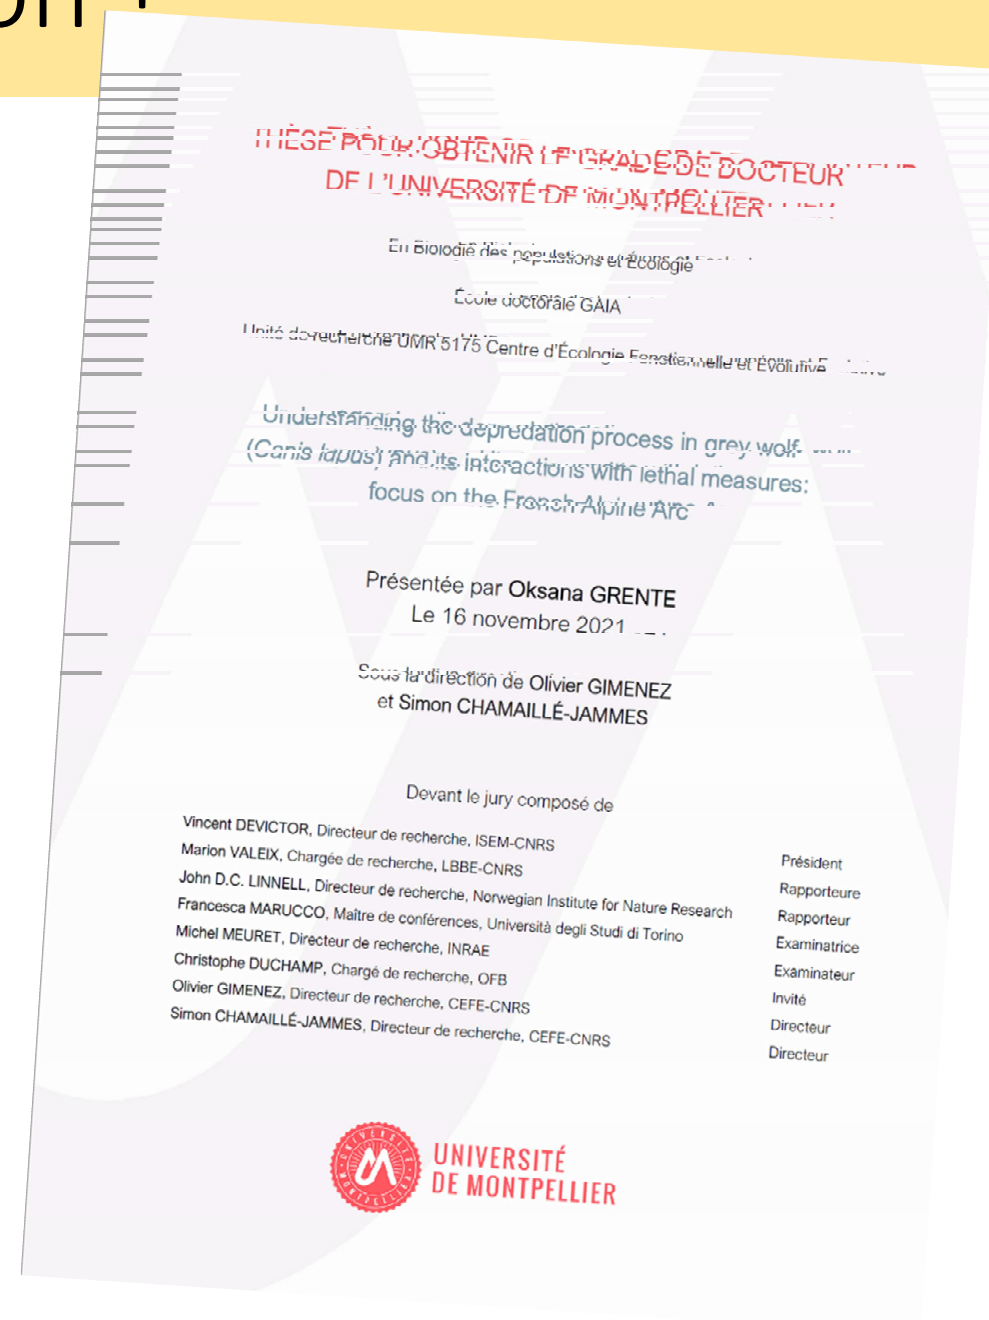 THÈSE POUR OBTENIR LE GRADE DE DOCTEUR
DE L'UNIVERSITÉ DE MONTPELLIER
En Biologie des populations et Écologie
École doctorale GAIA
Unité de recherche UMR 5175 Centre d'Écologie Fonctionnelle et Évolutive
Understanding the depredation process in grey wolf
(Canis lupus) and its interactions with lethal measures:
focus on the French Alpine Arc
Présentée par Oksana GRENTE
Le 16 novembre 2021
Sous la direction de Olivier GIMENEZ
et Simon CHAMAILLÉ-JAMMES
Devant le jury composé de
Vincent DEVICTOR, Directeur de recherche, ISEM-CNRS Président
Marion VALEIX, Chargée de recherche, LBBE-CNRS Rapporteure
John D.C. LINNELL, Directeur de recherche, Norwegian Institute for Nature Research Rapporteur
Francesca MARUCCO, Maître de conférences, Università degli Studi di Torino Examinatrice
Michel MEURET, Directeur de recherche, INRAE Examinateur
Christophe DUCHAMP, Chargé de recherche, OFB Invité
Olivier GIMENEZ, Directeur de recherche, CEFE-CNRS Directeur
Simon CHAMAILLÉ-JAMMES, Directeur de recherche, CEFE-CNRS Directeur
UNIVERSITÉ
DE MONTPELLIER